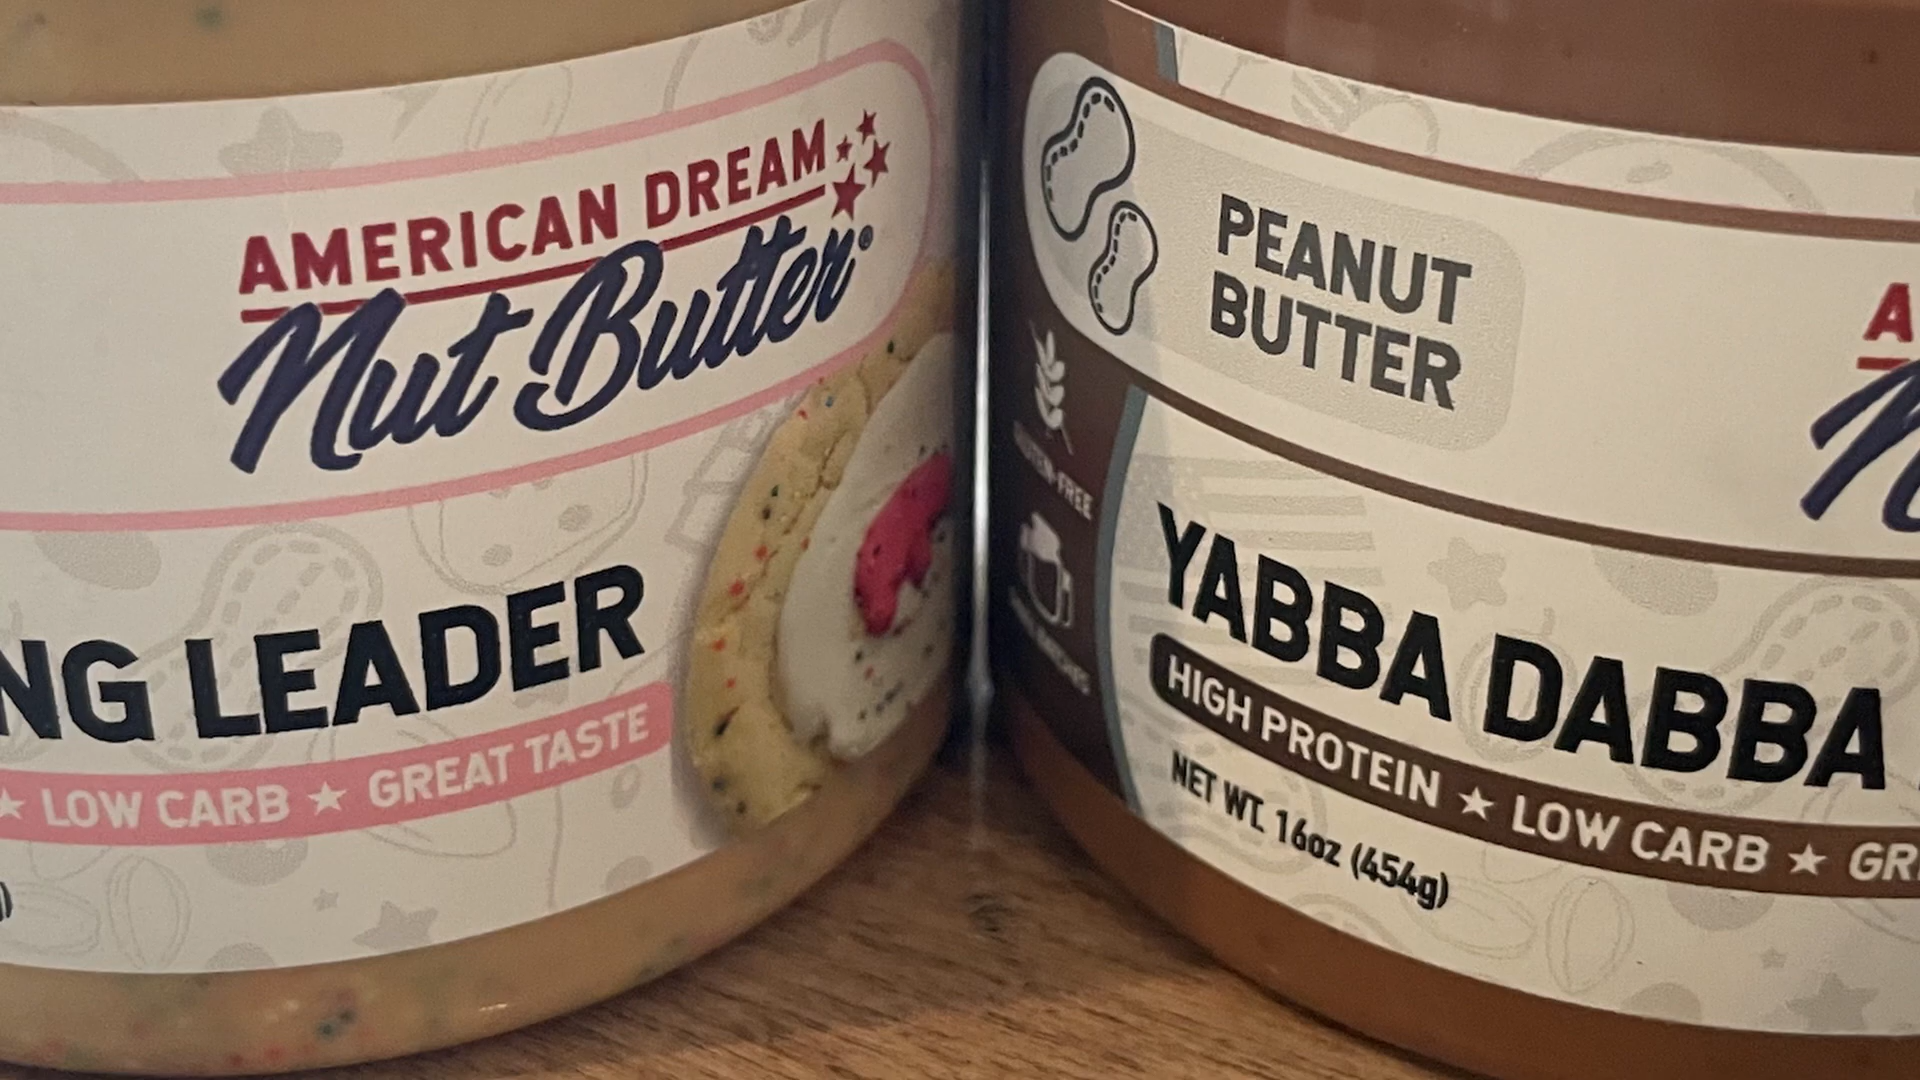 AMERICAN DREAM
Nut Butter®
NG LEADER
★ LOW CARB ★ GREAT TASTE
)
PEANUT
BUTTER
A
N
GLUTEN-FREE
YABBA DABBA
HIGH PROTEIN ★ LOW CARB ★ GR
NET WT. 16oz (454g)